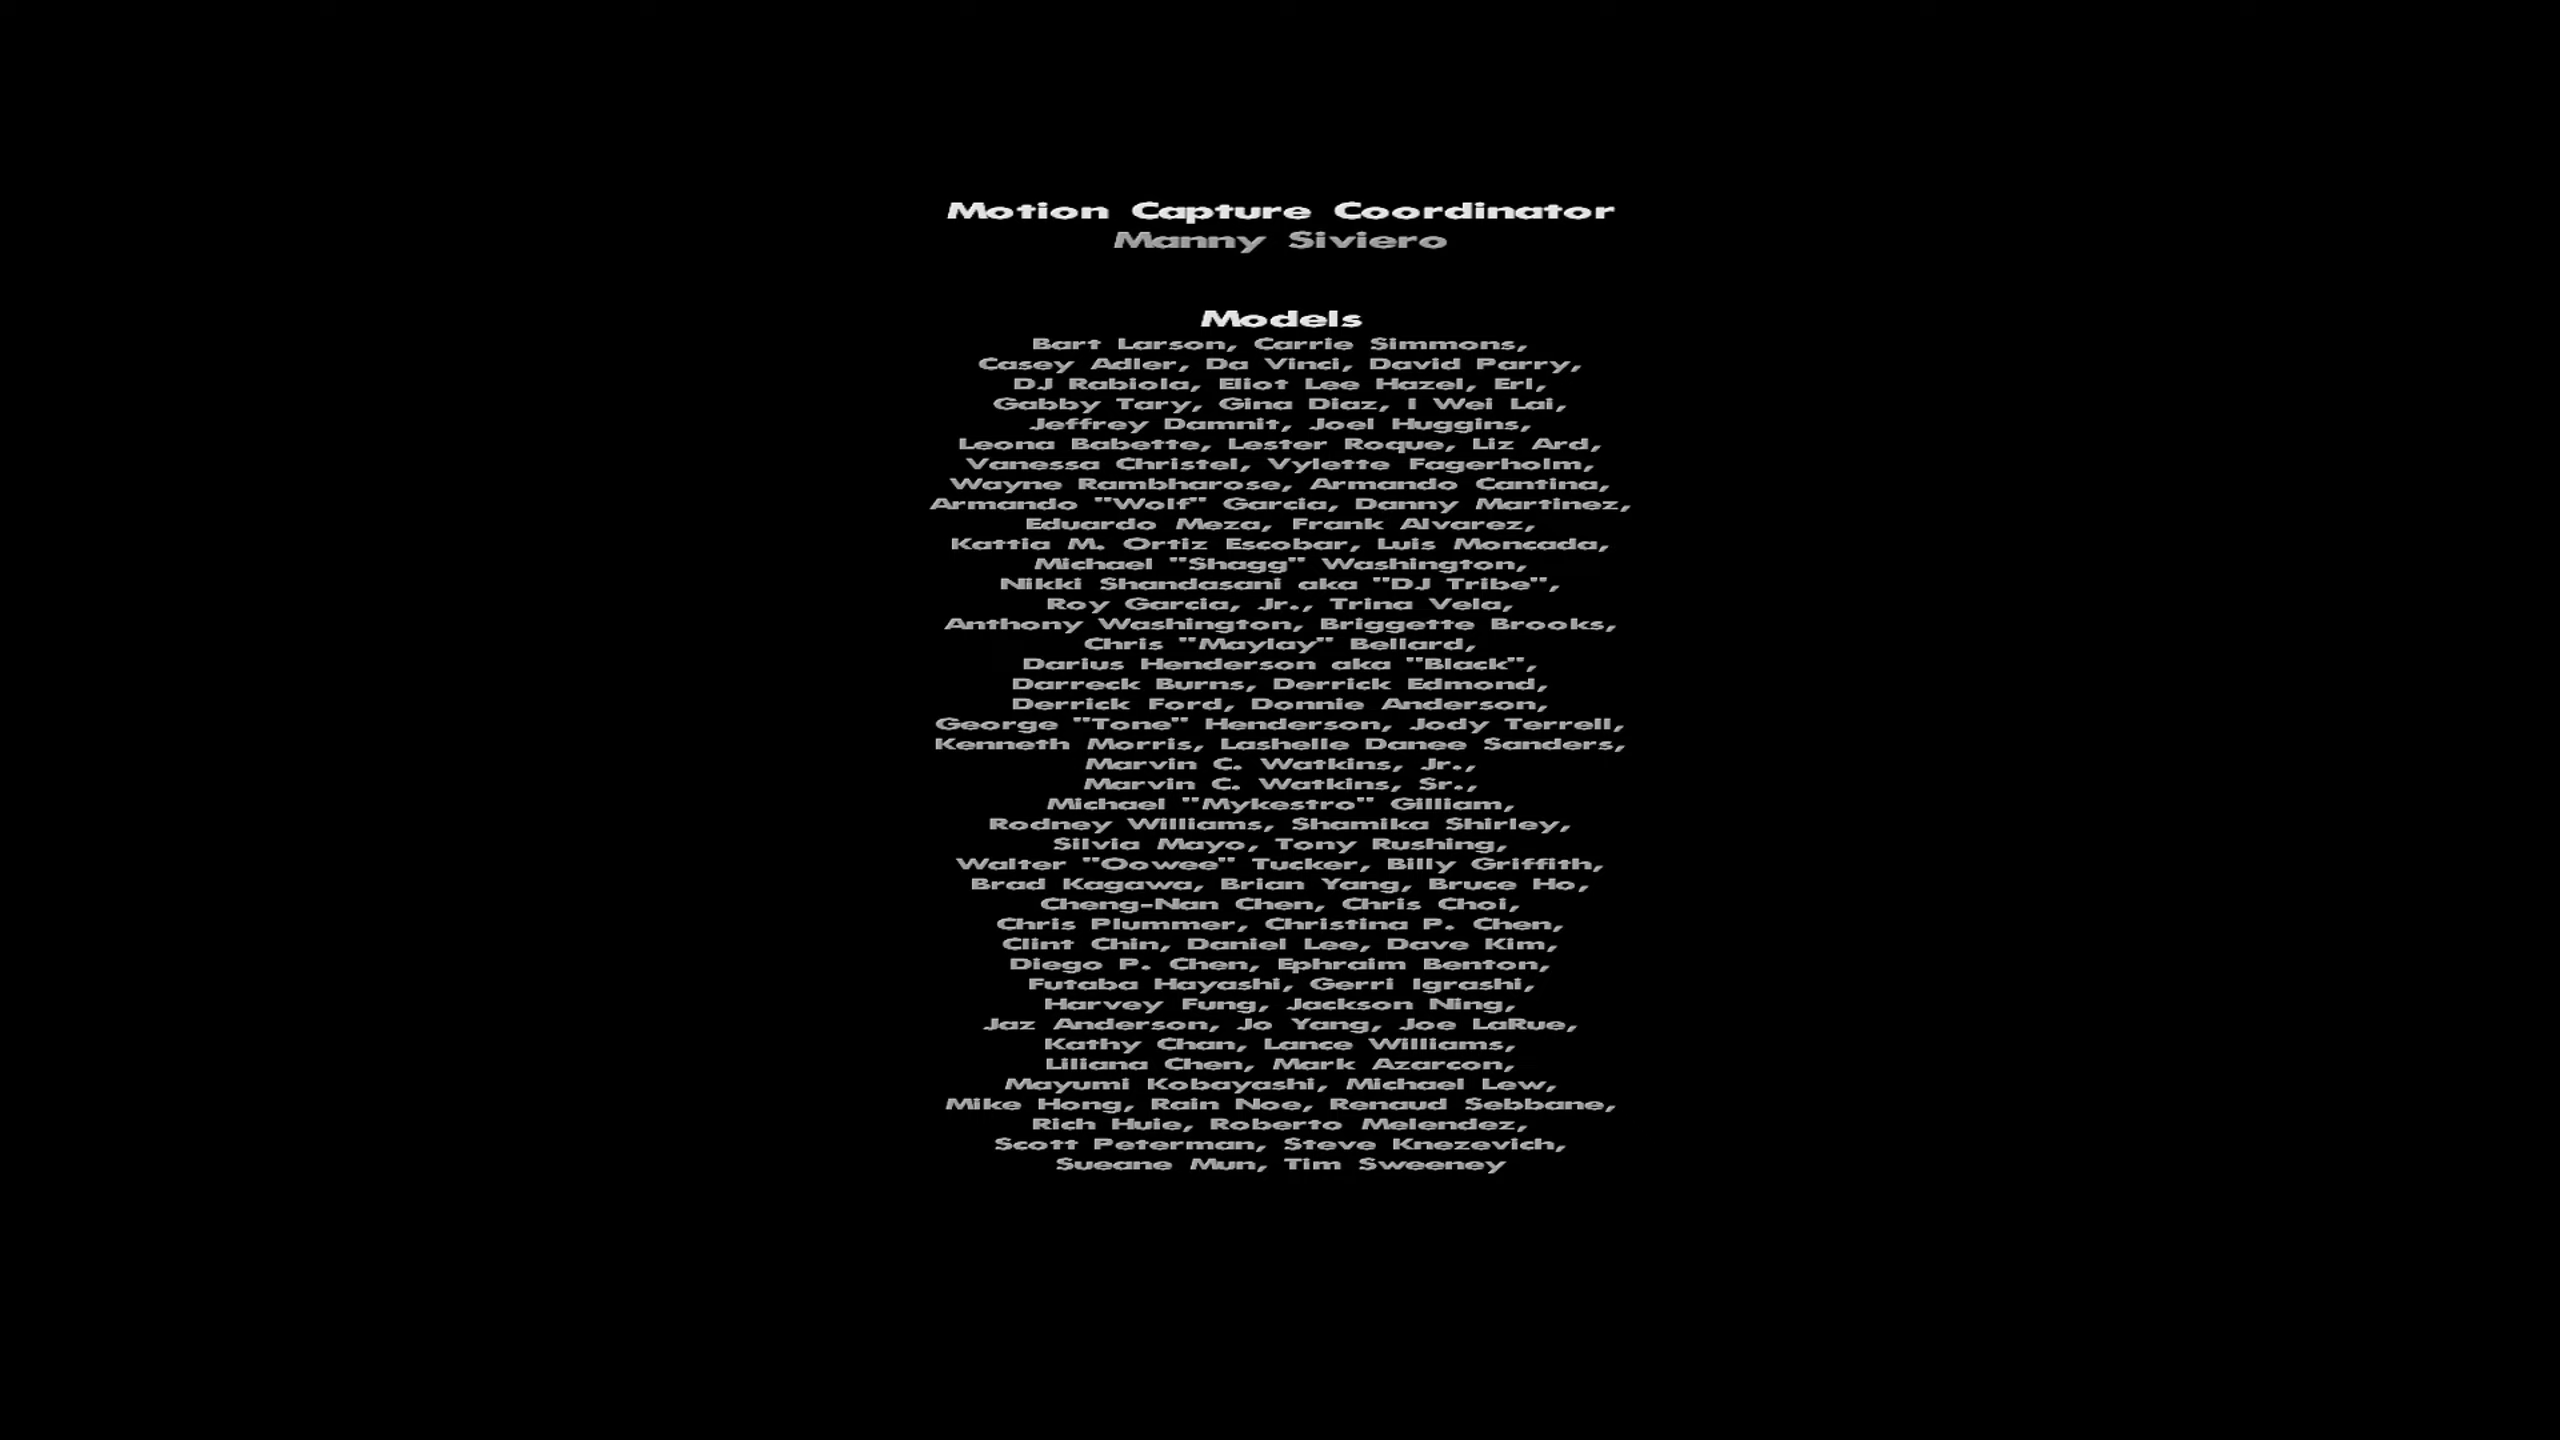 Motion Capture Coordinator
Manny Siviero
Models
Bart Larson, Carrie Simmons,
Casey Adler, Da Vinci, David Parry,
DJ Rabiola, Eliot Lee Hazel, Erl,
Gabby Tary, Gina Diaz, I Wei Lai,
Jeffrey Damnit, Joel Huggins,
Leona Babette, Lester Roque, Liz Ard,
Vanessa Christel, Vylette Fagerholm,
Wayne Rambharose, Armando Cantina,
Armando "Wolf" Garcia, Danny Martinez,
Eduardo Meza, Frank Alvarez,
Kattia M. Ortiz Escobar, Luis Moncada,
Michael "Shagg" Washington,
Nikki Shandasani aka "DJ Tribe",
Roy Garcia, Jr., Trina Vela,
Anthony Washington, Briggette Brooks,
Chris "Maylay" Bellard,
Darius Henderson aka "Black",
Darreck Burns, Derrick Edmond,
Derrick Ford, Donnie Anderson,
George "Tone" Henderson, Jody Terrell,
Kenneth Morris, Lashelle Danee Sanders,
Marvin C. Watkins, Jr.,
Marvin C. Watkins, Sr.,
Michael "Mykestro" Gilliam,
Rodney Williams, Shamika Shirley,
Silvia Mayo, Tony Rushing,
Walter "Oowee" Tucker, Billy Griffith,
Brad Kagawa, Brian Yang, Bruce Ho,
Cheng-Nan Chen, Chris Choi,
Chris Plummer, Christina P. Chen,
Clint Chin, Daniel Lee, Dave Kim,
Diego P. Chen, Ephraim Benton,
Futaba Hayashi, Gerri Igrashi,
Harvey Fung, Jackson Ning,
Jaz Anderson, Jo Yang, Joe LaRue,
Kathy Chan, Lance Williams,
Liliana Chen, Mark Azarcon,
Mayumi Kobayashi, Michael Lew,
Mike Hong, Rain Noe, Renaud Sebbane,
Rich Huie, Roberto Melendez,
Scott Peterman, Steve Knezevich,
Sueane Mun, Tim Sweeney